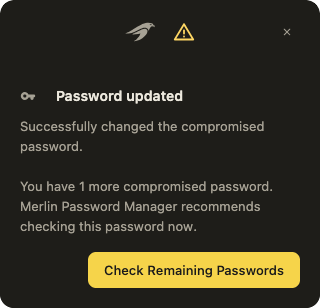 Password updated
Successfully changed the compromised
password.
You have 1 more compromised password.
Merlin Password Manager recommends
checking this password now.
Check Remaining Passwords